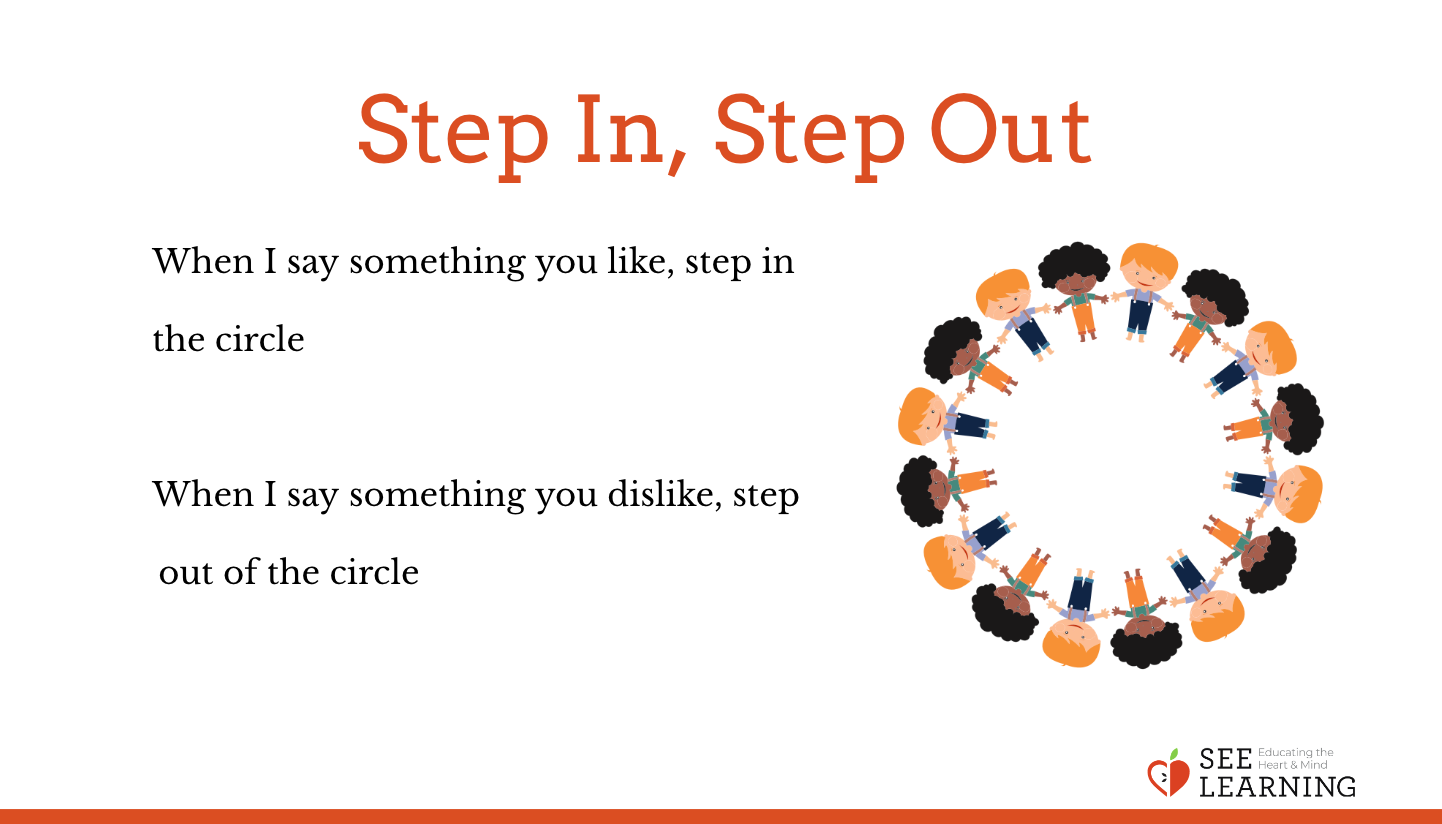 Step In, Step Out
When I say something you like, step in
the circle
When I say something you dislike, step
out of the circle
SEE Educating the
Heart & Mind
LEARNING